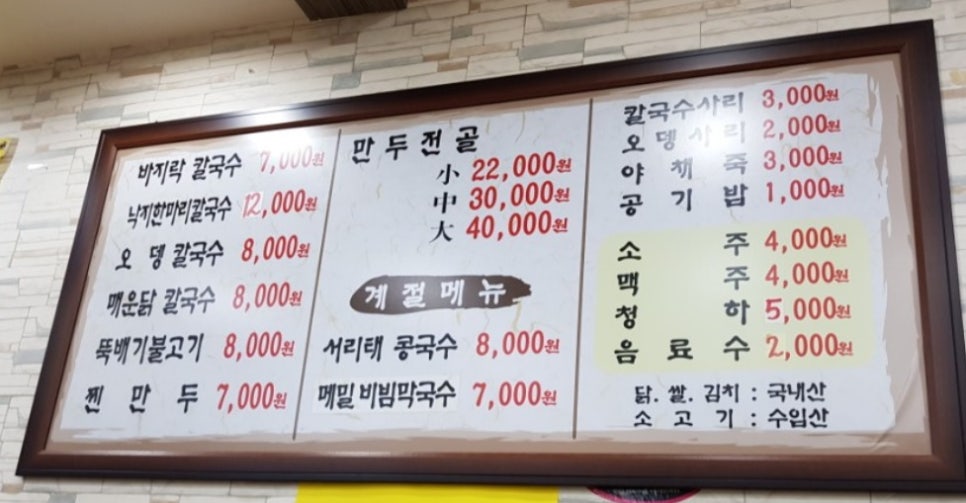 바지락 칼국수 7,000원
낙지한마리칼국수 12,000원
오뎅 칼국수 8,000원
매운닭 칼국수 8,000원
뚝배기불고기 8,000원
찐만두 7,000원
만두전골
小 22,000원
中 30,000원
大 40,000원
계절메뉴
서리태 콩국수 8,000원
메밀 비빔막국수 7,000원
칼국수사리 3,000원
오뎅사리 2,000원
야채죽 3,000원
공기밥 1,000원
소주 4,000원
맥주 4,000원
청하 5,000원
음료수 2,000원
닭. 쌀. 김치 : 국내산
소고기 : 수입산